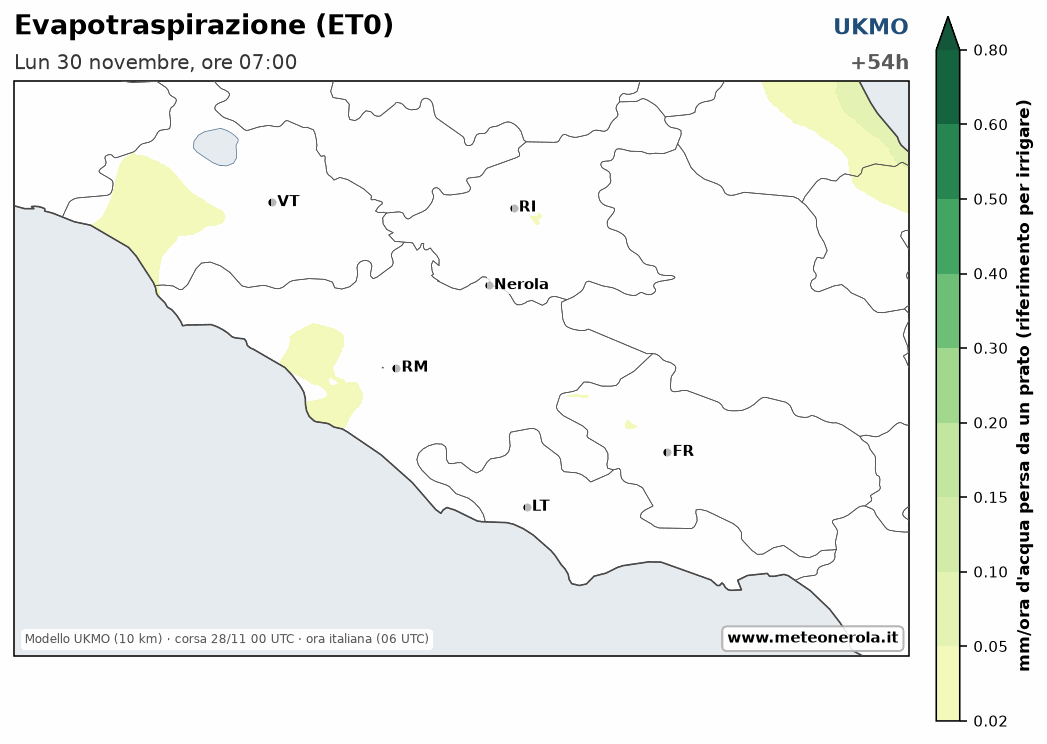 Evapotraspirazione (ET0)
UKMO
Lun 30 novembre, ore 07:00
+54h
VT
RI
Nerola
RM
FR
LT
Modello UKMO (10 km) · corsa 28/11 00 UTC · ora italiana (06 UTC)
www.meteonerola.it
0.80
0.60
0.50
0.40
0.30
0.20
0.15
0.10
0.05
0.02
mm/ora d'acqua persa da un prato (riferimento per irrigare)